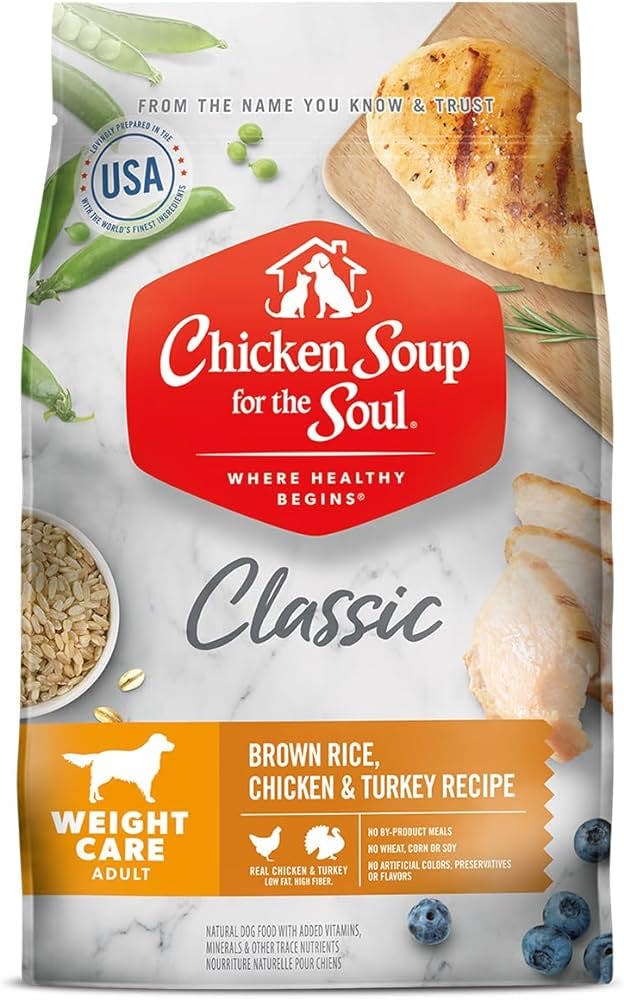 FROM THE NAME YOU KNOW & TRUST
LOVINGLY PREPARED IN THE
USA
WITH THE WORLD'S FINEST INGREDIENTS
Chicken Soup
for the Soul®
WHERE HEALTHY
BEGINS®
Classic
WEIGHT
CARE
ADULT
BROWN RICE,
CHICKEN & TURKEY RECIPE
REAL CHICKEN & TURKEY
LOW FAT. HIGH FIBER.
NO BY-PRODUCT MEALS
NO WHEAT, CORN OR SOY
NO ARTIFICIAL COLORS, PRESERVATIVES
OR FLAVORS
NATURAL DOG FOOD WITH ADDED VITAMINS,
MINERALS & OTHER TRACE NUTRIENTS
NOURRITURE NATURELLE POUR CHIENS